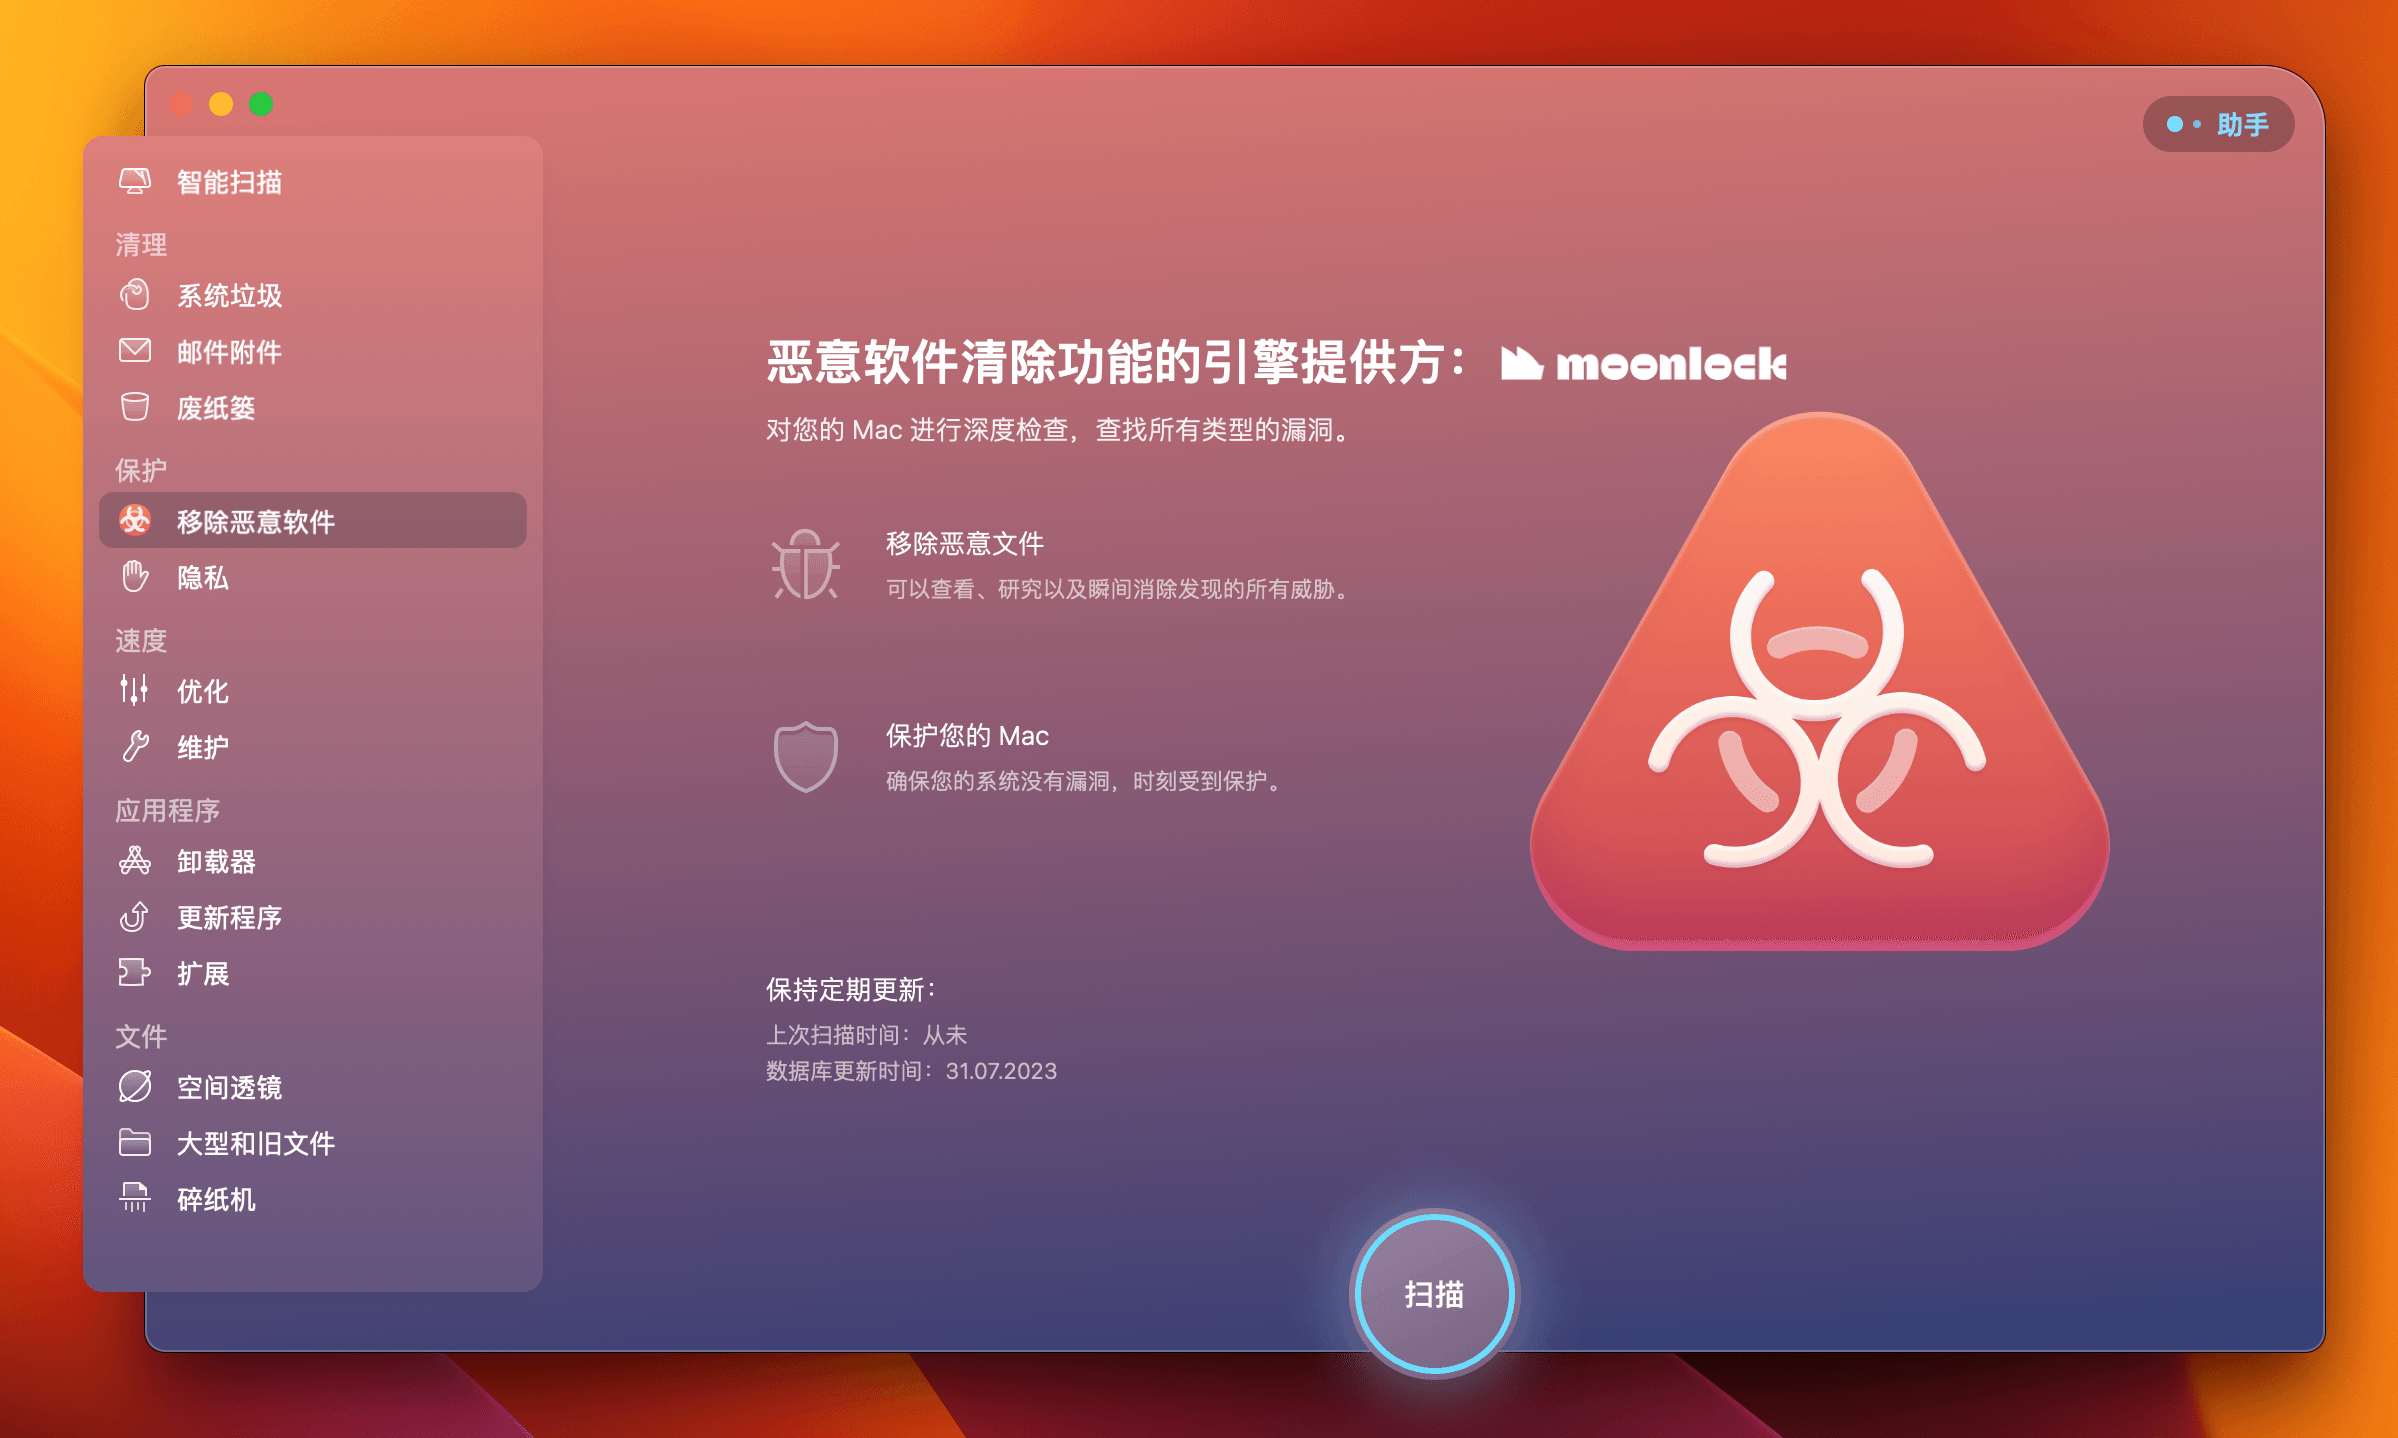 助手
智能扫描
清理
系统垃圾
邮件附件
废纸篓
保护
移除恶意软件
隐私
速度
优化
维护
应用程序
卸载器
更新程序
扩展
文件
空间透镜
大型和旧文件
碎纸机
恶意软件清除功能的引擎提供方： moonlock
对您的 Mac 进行深度检查，查找所有类型的漏洞。
移除恶意文件
可以查看、研究以及瞬间消除发现的所有威胁。
保护您的 Mac
确保您的系统没有漏洞，时刻受到保护。
保持定期更新：
上次扫描时间：从未
数据库更新时间：31.07.2023
扫描